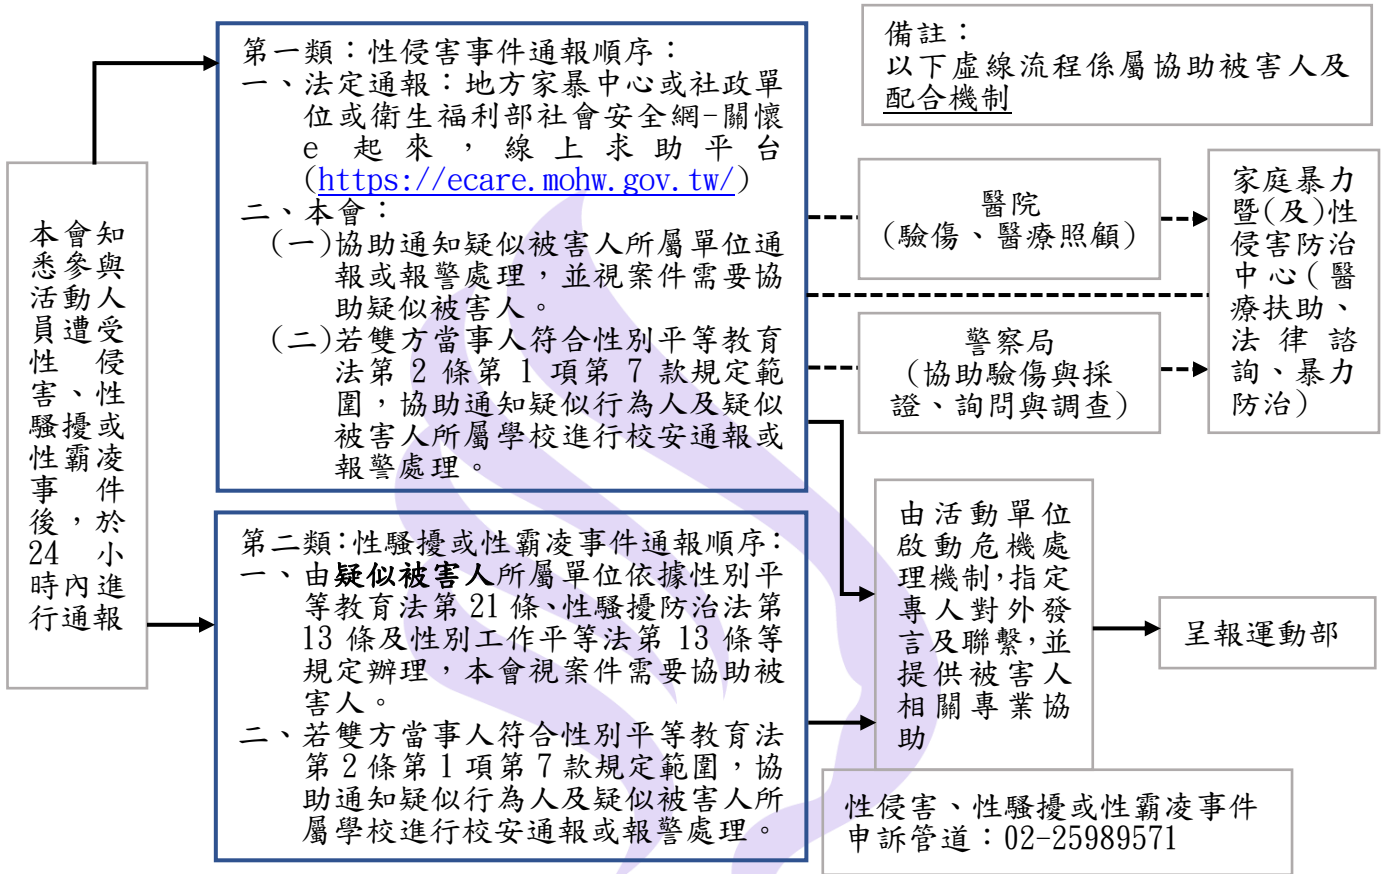 本會知
悉參與
活動人
員遭受
性侵
害、性
騷擾或
性霸凌
事件
後，於
24 小
時內進
行通報
第一類：性侵害事件通報順序：
一、法定通報：地方家暴中心或社政單
位或衛生福利部社會安全網-關懷
e 起來，線上求助平台
(https://ecare.mohw.gov.tw/)
二、本會：
(一)協助通知疑似被害人所屬單位通
報或報警處理，並視案件需要協
助疑似被害人。
(二)若雙方當事人符合性別平等教育
法第 2 條第 1 項第 7 款規定範
圍，協助通知疑似行為人及疑似
被害人所屬學校進行校安通報或
報警處理。
第二類：性騷擾或性霸凌事件通報順序：
一、由疑似被害人所屬單位依據性別平
等教育法第 21 條、性騷擾防治法第
13 條及性別工作平等法第 13 條等
規定辦理，本會視案件需要協助被
害人。
二、若雙方當事人符合性別平等教育法
第 2 條第 1 項第 7 款規定範圍，協
助通知疑似行為人及疑似被害人所
屬學校進行校安通報或報警處理。
備註：
以下虛線流程係屬協助被害人及
配合機制
醫院
(驗傷、醫療照顧)
警察局
(協助驗傷與採
證、詢問與調查)
家庭暴力
暨(及)性
侵害防治
中心(醫
療扶助、
法律諮
詢、暴力
防治)
由活動單位
啟動危機處
理機制，指定
專人對外發
言及聯繫，並
提供被害人
相關專業協
助
呈報運動部
性侵害、性騷擾或性霸凌事件
申訴管道：02-25989571